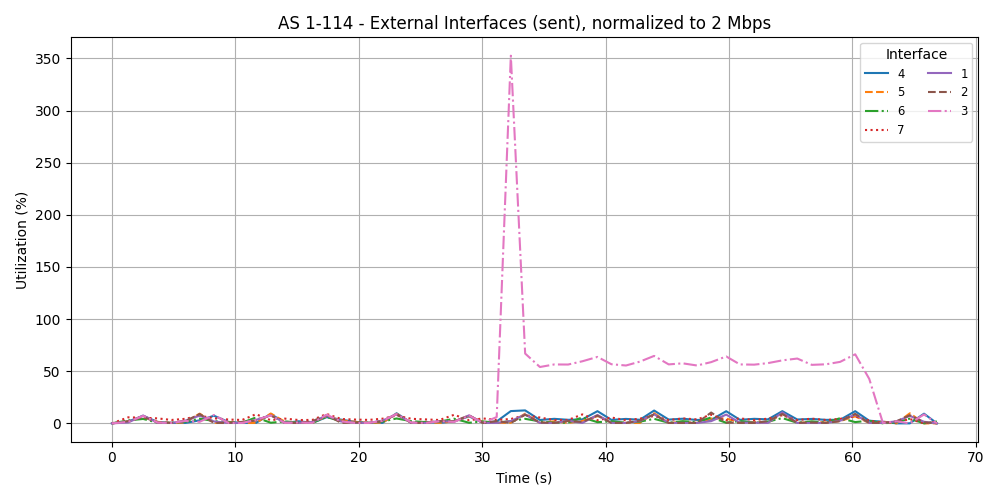 AS 1-114 - External Interfaces (sent), normalized to 2 Mbps
Utilization (%)
350
300
250
200
150
100
50
0
0 10 20 30 40 50 60 70
Time (s)
Interface
4 1
5 2
6 3
7